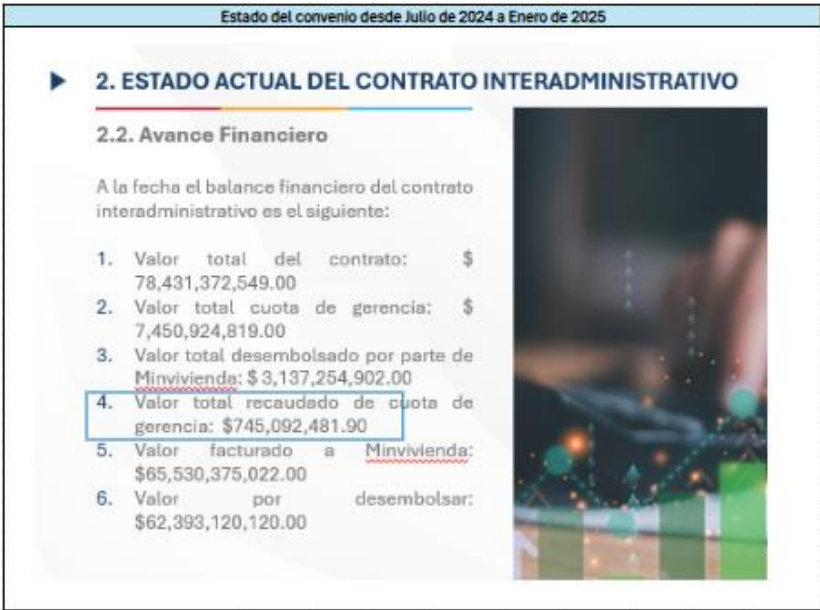 Estado del convenio desde Julio de 2024 a Enero de 2025
2. ESTADO ACTUAL DEL CONTRATO INTERADMINISTRATIVO
2.2. Avance Financiero
A la fecha el balance financiero del contrato
interadministrativo es el siguiente:
1. Valor total del contrato: $
78,431,372,549.00
2. Valor total cuota de gerencia: $
7,450,924,819.00
3. Valor total desembolsado por parte de
Minvivienda: $ 3,137,254,902.00
4. Valor total recaudado de cuota de
gerencia: $745,092,481.90
5. Valor facturado a Minvivienda:
$65,530,375,022.00
6. Valor por desembolsar:
$62,393,120,120.00